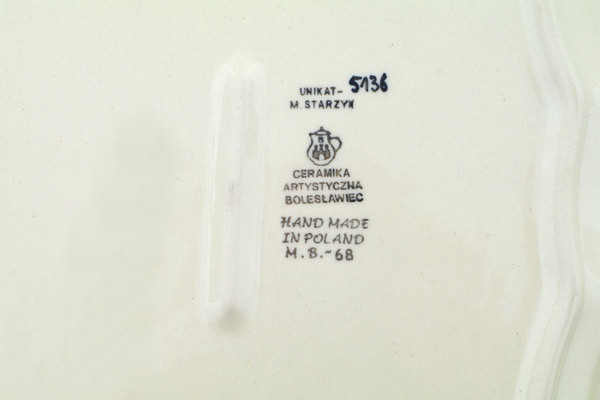 UNIKAT- 5136
M. STARZYK
CERAMIKA
ARTYSTYCZNA
BOLESŁAWIEC
HAND MADE
IN POLAND
M.B.-68